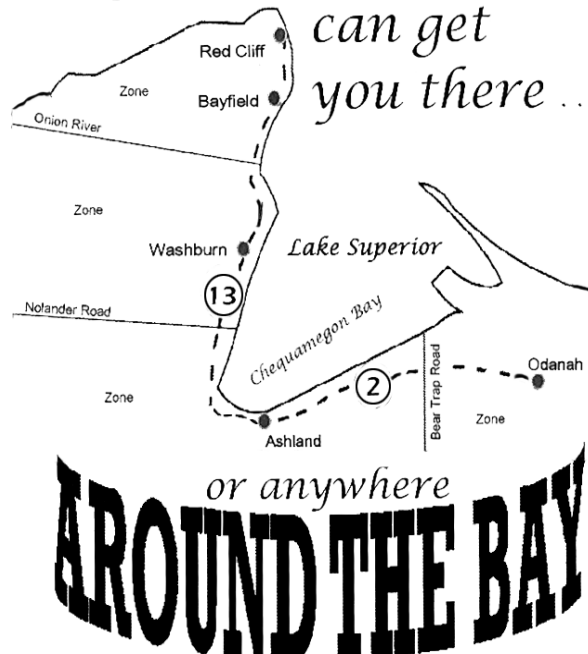 can get
you there ..
Red Cliff
Zone
Bayfield
Onion River
Zone
Washburn
Lake Superior
13
Nolander Road
Chequamegon Bay
Zone
2
Bear Trap Road
Odanah
Zone
Ashland
or anywhere
AROUND THE BAY